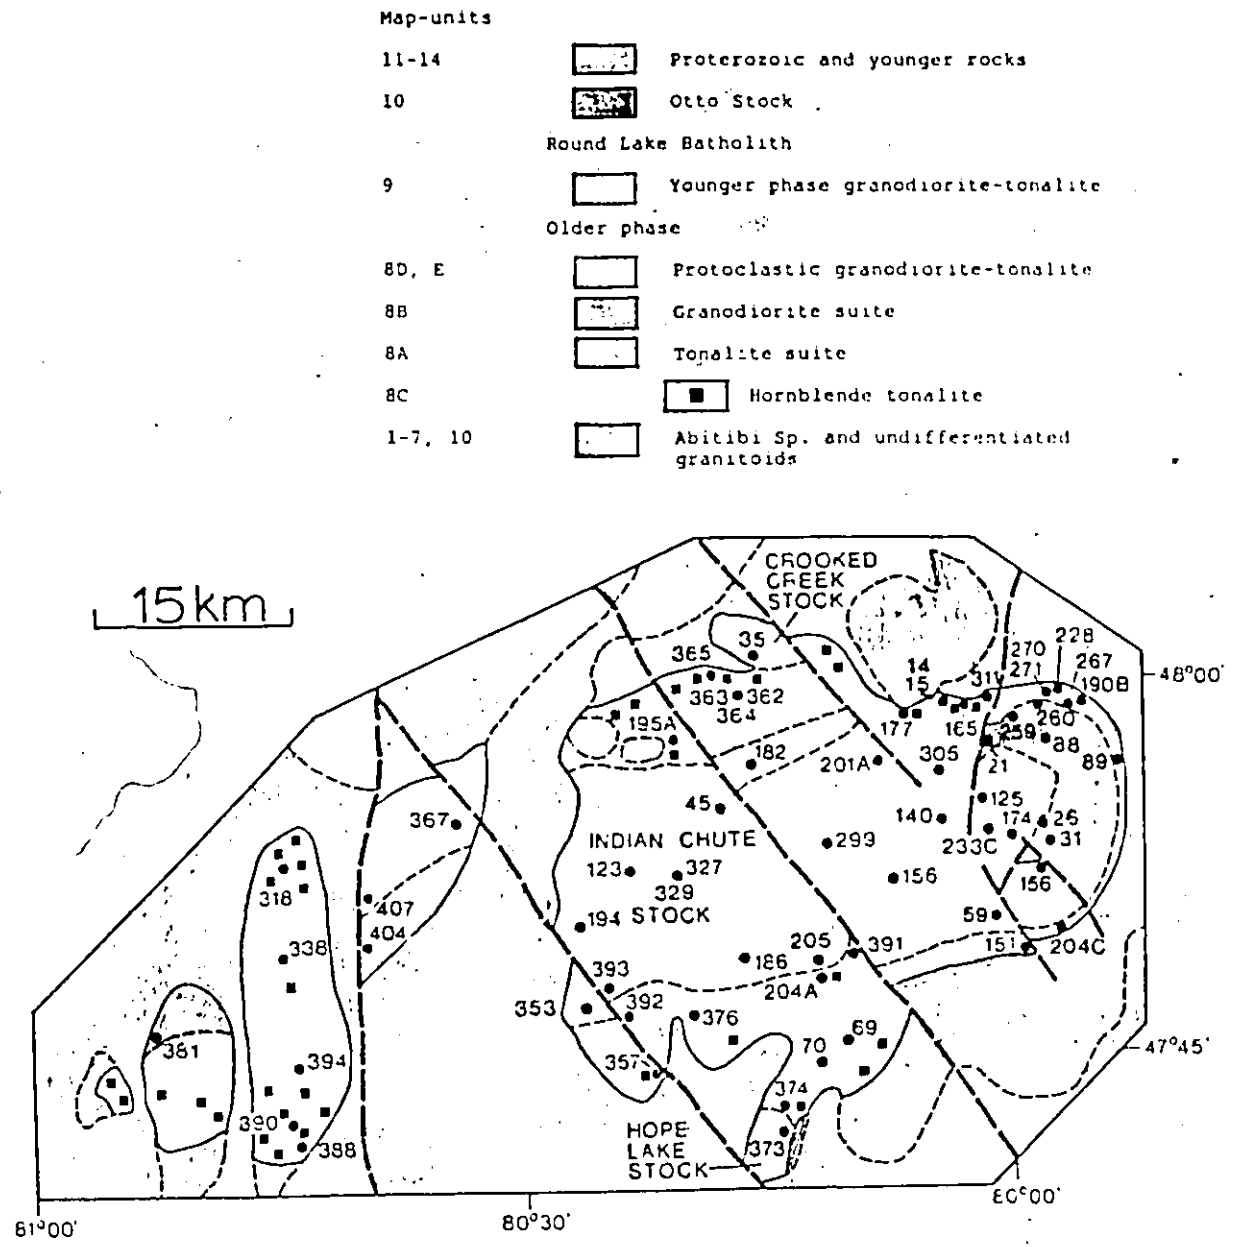 Map-units
11-14 Proterozoic and younger rocks
10 Otto Stock
Round Lake Batholith
9 Younger phase granodiorite-tonalite
Older phase
8D, E Protoclastic granodiorite-tonalite
8B Granodiorite suite
8A Tonalite suite
8C Hornblende tonalite
1-7, 10 Abitibi Sp. and undifferentiated
granitoids
15km
CROOKED
CREEK
STOCK
35
365
363
362
364
195A
182
14
15
311
270
271
228
267
190B
48°00'
177
165
259
260
88
89
21
305
201A
125
174
26
31
140
233C
156
45
293
156
367
INDIAN CHUTE
123
327
329
STOCK
194
59
151
204C
318
407
404
338
205
391
186
204A
393
353
392
376
69
70
47°45'
381
394
357
374
390
388
373
HOPE
LAKE
STOCK
81°00'
80°30'
80°00'